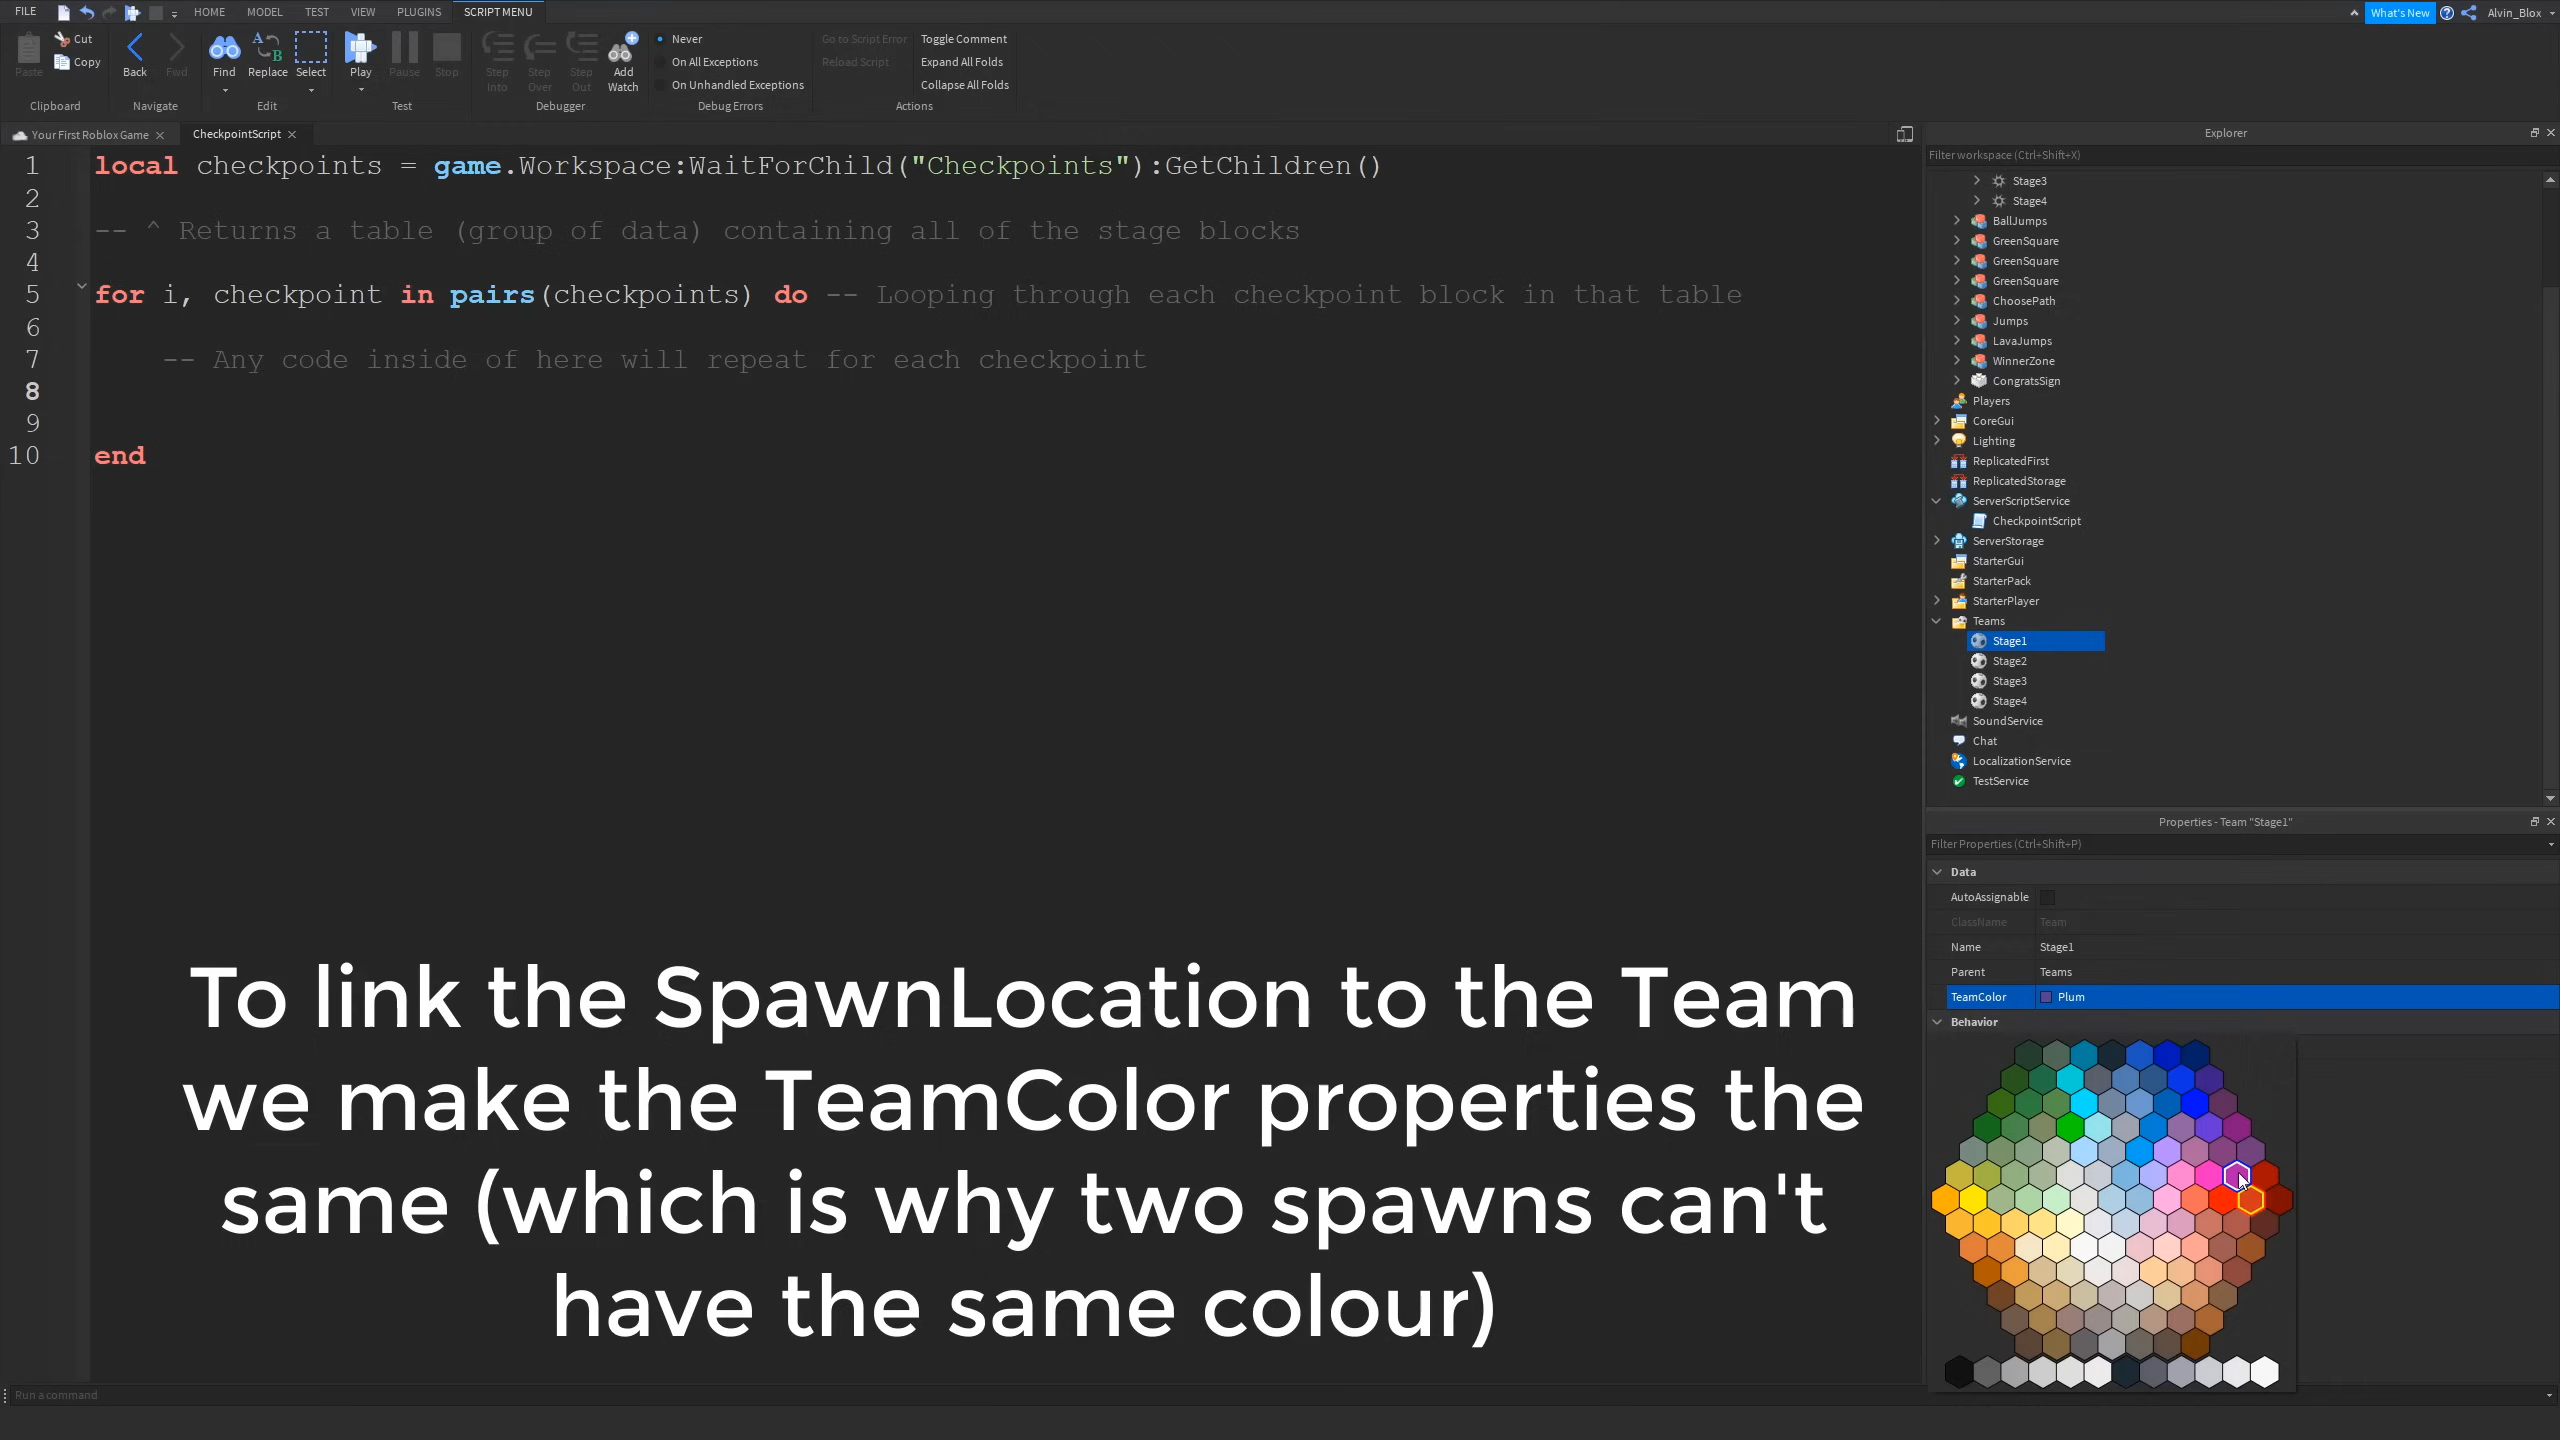 FILE HOME MODEL TEST VIEW PLUGINS SCRIPT MENU What's New Alvin_Blox
Cut
Copy
Paste
Clipboard
Back
Fwd
Navigate
Find
Replace
Select
Edit
Play
Pause
Stop
Test
Step Into
Step Over
Step Out
Add Watch
Debugger
Never
On All Exceptions
On Unhandled Exceptions
Debug Errors
Go to Script Error
Reload Script
Toggle Comment
Expand All Folds
Collapse All Folds
Actions
Your First Roblox Game CheckpointScript
1 local checkpoints = game.Workspace:WaitForChild("Checkpoints"):GetChildren()
2
3 -- ^ Returns a table (group of data) containing all of the stage blocks
4
5 for i, checkpoint in pairs(checkpoints) do -- Looping through each checkpoint block in that table
6
7 -- Any code inside of here will repeat for each checkpoint
8
9
10 end
To link the SpawnLocation to the Team
we make the TeamColor properties the
same (which is why two spawns can't
have the same colour)
Run a command
Explorer
Filter workspace (Ctrl+Shift+X)
Stage3
Stage4
BallJumps
GreenSquare
GreenSquare
GreenSquare
ChoosePath
Jumps
LavaJumps
WinnerZone
CongratsSign
Players
CoreGui
Lighting
ReplicatedFirst
ReplicatedStorage
ServerScriptService
CheckpointScript
ServerStorage
StarterGui
StarterPack
StarterPlayer
Teams
Stage1
Stage2
Stage3
Stage4
SoundService
Chat
LocalizationService
TestService
Properties - Team "Stage1"
Filter Properties (Ctrl+Shift+P)
Data
AutoAssignable
ClassName Team
Name Stage1
Parent Teams
TeamColor Plum
Behavior